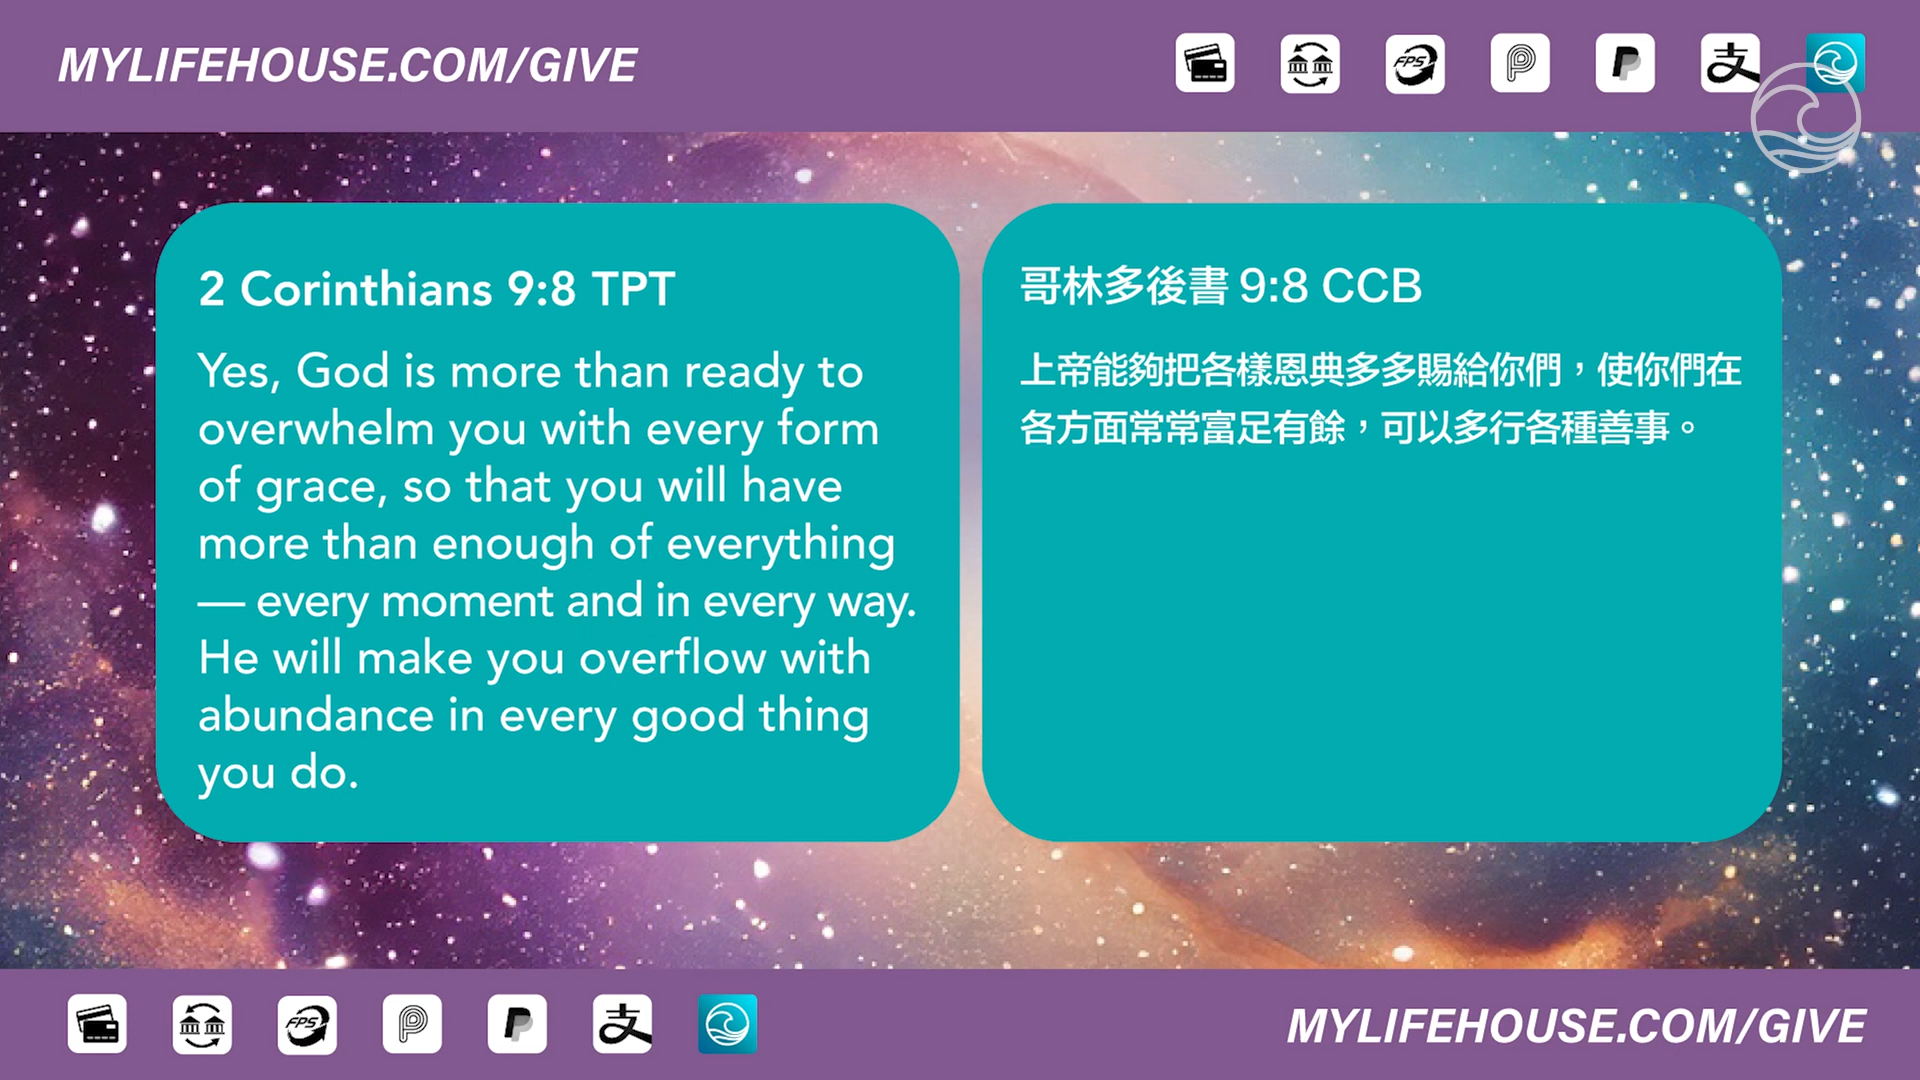 MYLIFEHOUSE.COM/GIVE
FPS
支
2 Corinthians 9:8 TPT
Yes, God is more than ready to
overwhelm you with every form
of grace, so that you will have
more than enough of everything
— every moment and in every way.
He will make you overflow with
abundance in every good thing
you do.
哥林多後書 9:8 CCB
上帝能夠把各樣恩典多多賜給你們，使你們在
各方面常常富足有餘，可以多行各種善事。
FPS
支
MYLIFEHOUSE.COM/GIVE